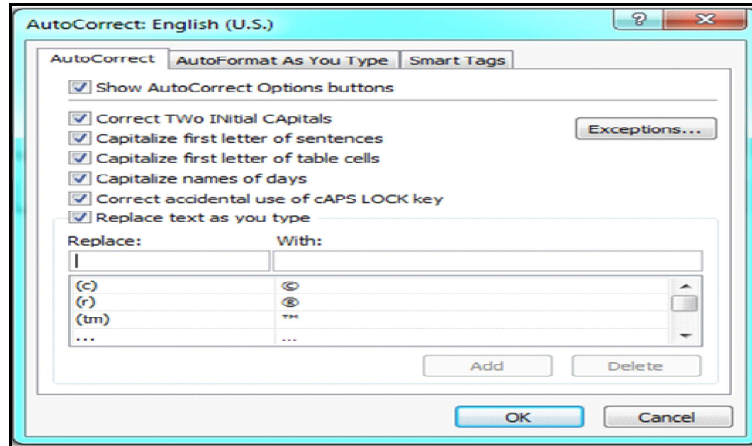 AutoCorrect: English (U.S.)
AutoCorrect AutoFormat As You Type Smart Tags
Show AutoCorrect Options buttons
Correct TWo INitial CApitals
Exceptions...
Capitalize first letter of sentences
Capitalize first letter of table cells
Capitalize names of days
Correct accidental use of cAPS LOCK key
Replace text as you type
Replace: With:
(c) ©
(r) ®
(tm) ™
... ...
Add Delete
OK Cancel